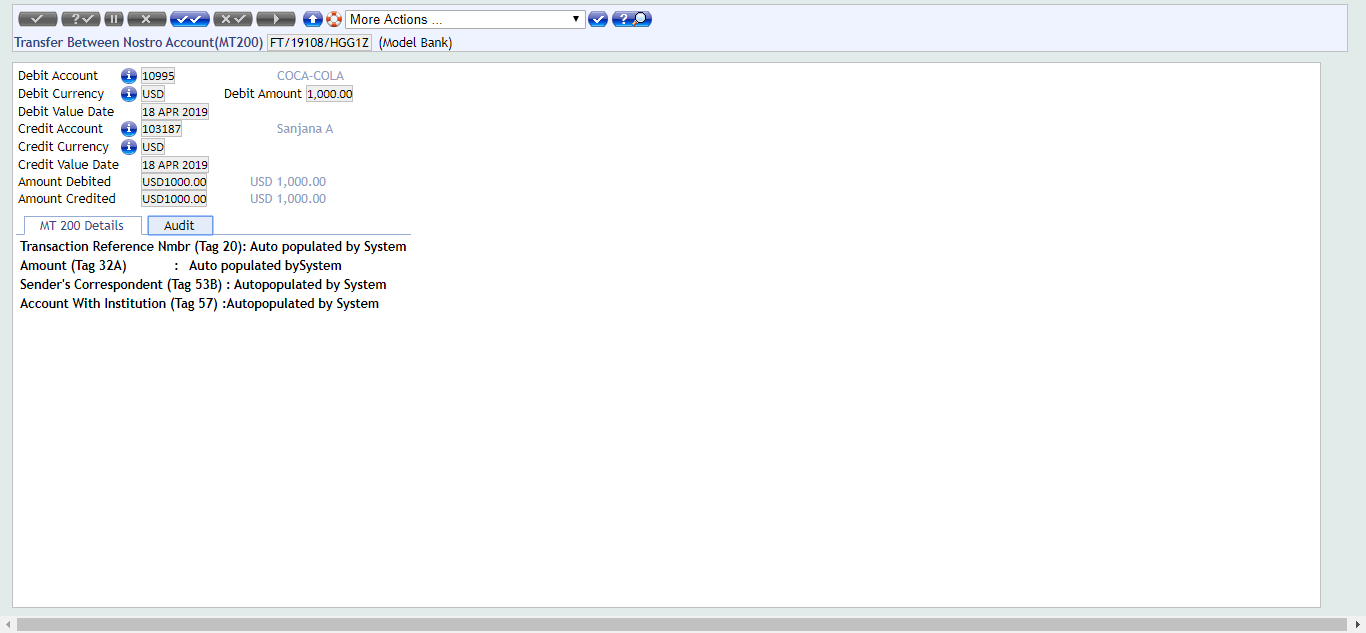 More Actions ...
Transfer Between Nostro Account(MT200) FT/19108/HGG1Z (Model Bank)
Debit Account 10995 COCA-COLA
Debit Currency USD Debit Amount 1,000.00
Debit Value Date 18 APR 2019
Credit Account 103187 Sanjana A
Credit Currency USD
Credit Value Date 18 APR 2019
Amount Debited USD1000.00 USD 1,000.00
Amount Credited USD1000.00 USD 1,000.00
MT 200 Details Audit
Transaction Reference Nmbr (Tag 20): Auto populated by System
Amount (Tag 32A) : Auto populated bySystem
Sender's Correspondent (Tag 53B) : Autopopulated by System
Account With Institution (Tag 57) :Autopopulated by System